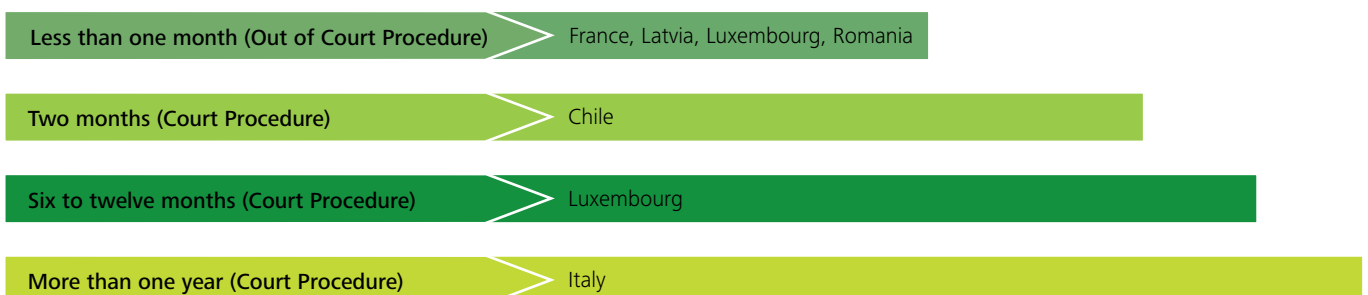 Less than one month (Out of Court Procedure) France, Latvia, Luxembourg, Romania
Two months (Court Procedure) Chile
Six to twelve months (Court Procedure) Luxembourg
More than one year (Court Procedure) Italy